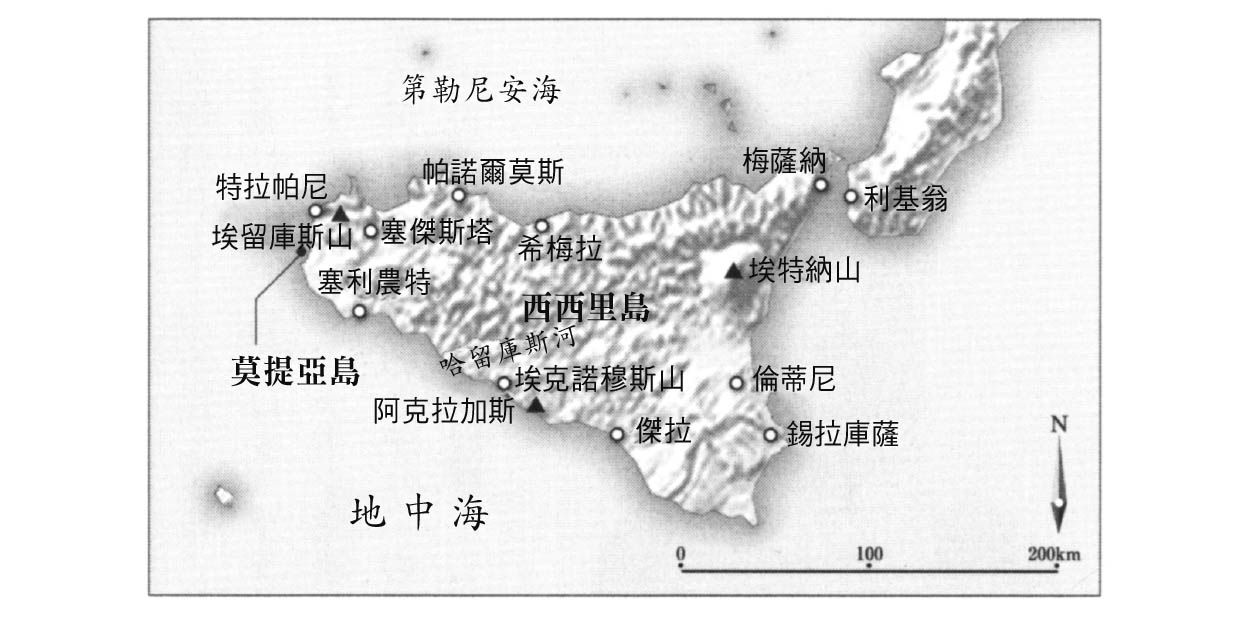 第勒尼安海
梅薩納
帕諾爾莫斯
特拉帕尼
利基翁
塞傑斯塔
埃留庫斯山
希梅拉
埃特納山
塞利農特
西西里島
哈留庫斯河
莫提亞島
埃克諾穆斯山
倫蒂尼
阿克拉加斯
傑拉
錫拉庫薩
N
地中海
0 100 200km